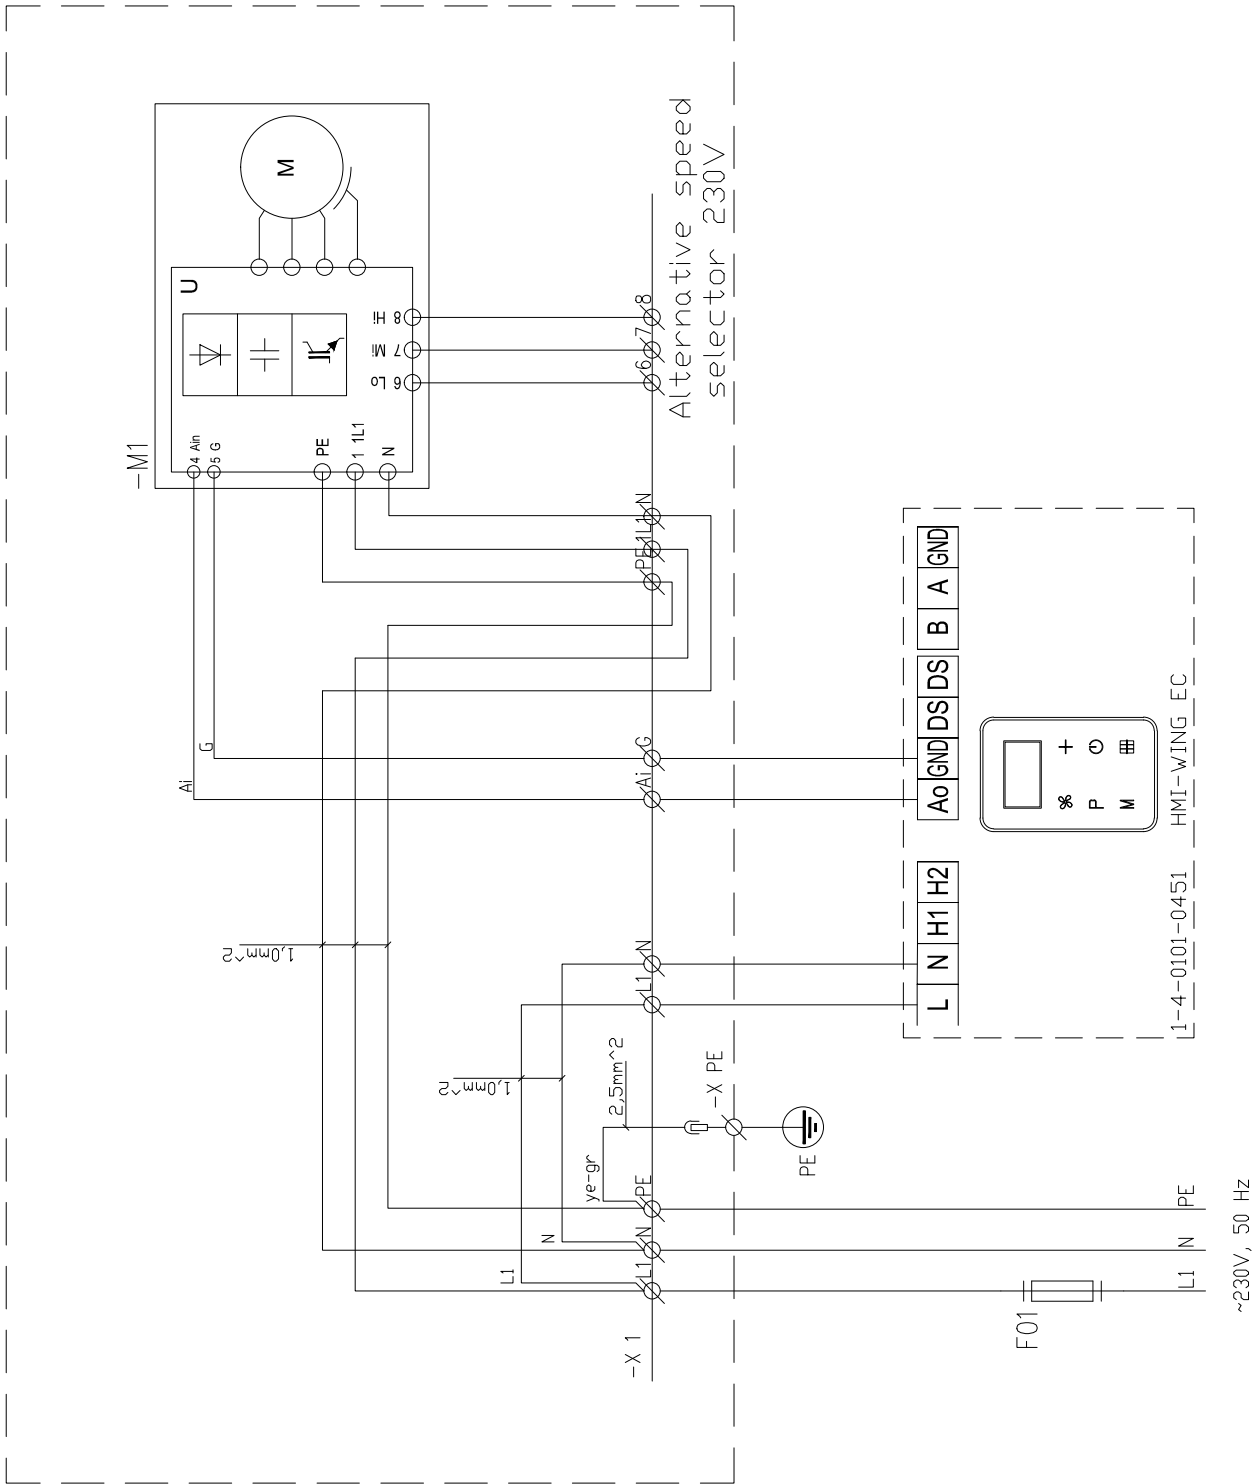 -M1
U
M
4 Ain
5 G
PE
1 1L1
N
6 Lo
7 Mi
8 Hi
Ai
G
1,0mm^2
1,0mm^2
L1
N
ye-gr
2,5mm^2
-X 1
L1
N
PE
L1
N
Ai
G
PE
1L1
N
6
7
8
Alternative speed
selector 230V
-X PE
PE
L
N
H1
H2
Ao
GND
DS
DS
B
A
GND
+
P
M
1-4-0101-0451
HMI-WING EC
F01
L1
N
PE
~230V, 50 Hz